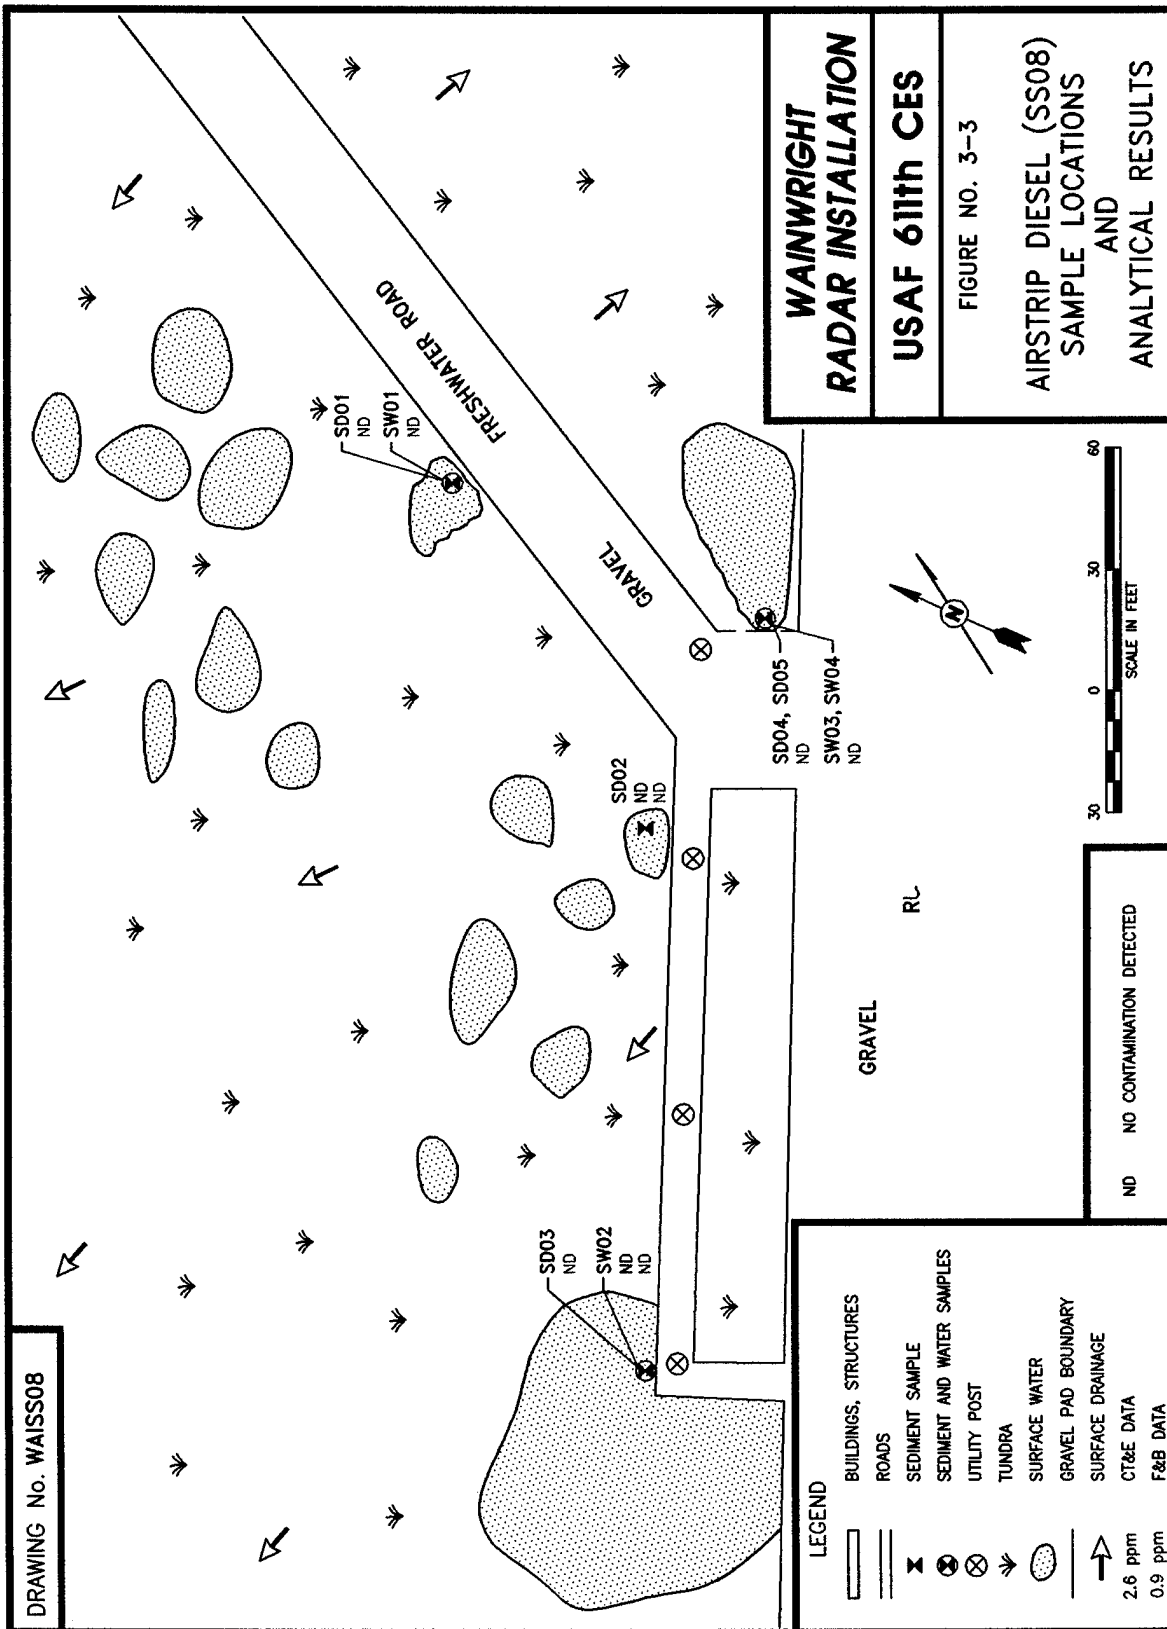 DRAWING No. WAISS08
FRESHWATER ROAD
GRAVEL
SD01
ND
SW01
ND
SD02
ND
ND
SD03
ND
SW02
ND
ND
SD04, SD05
ND
SW03, SW04
ND
GRAVEL
N
30
0
30
60
SCALE IN FEET
ND NO CONTAMINATION DETECTED
LEGEND
BUILDINGS, STRUCTURES
ROADS
SEDIMENT SAMPLE
SEDIMENT AND WATER SAMPLES
UTILITY POST
TUNDRA
SURFACE WATER
GRAVEL PAD BOUNDARY
SURFACE DRAINAGE
2.6 ppm CT&E DATA
0.9 ppm F&B DATA
WAINWRIGHT
RADAR INSTALLATION
USAF 611th CES
FIGURE NO. 3-3
AIRSTRIP DIESEL (SS08)
SAMPLE LOCATIONS
AND
ANALYTICAL RESULTS